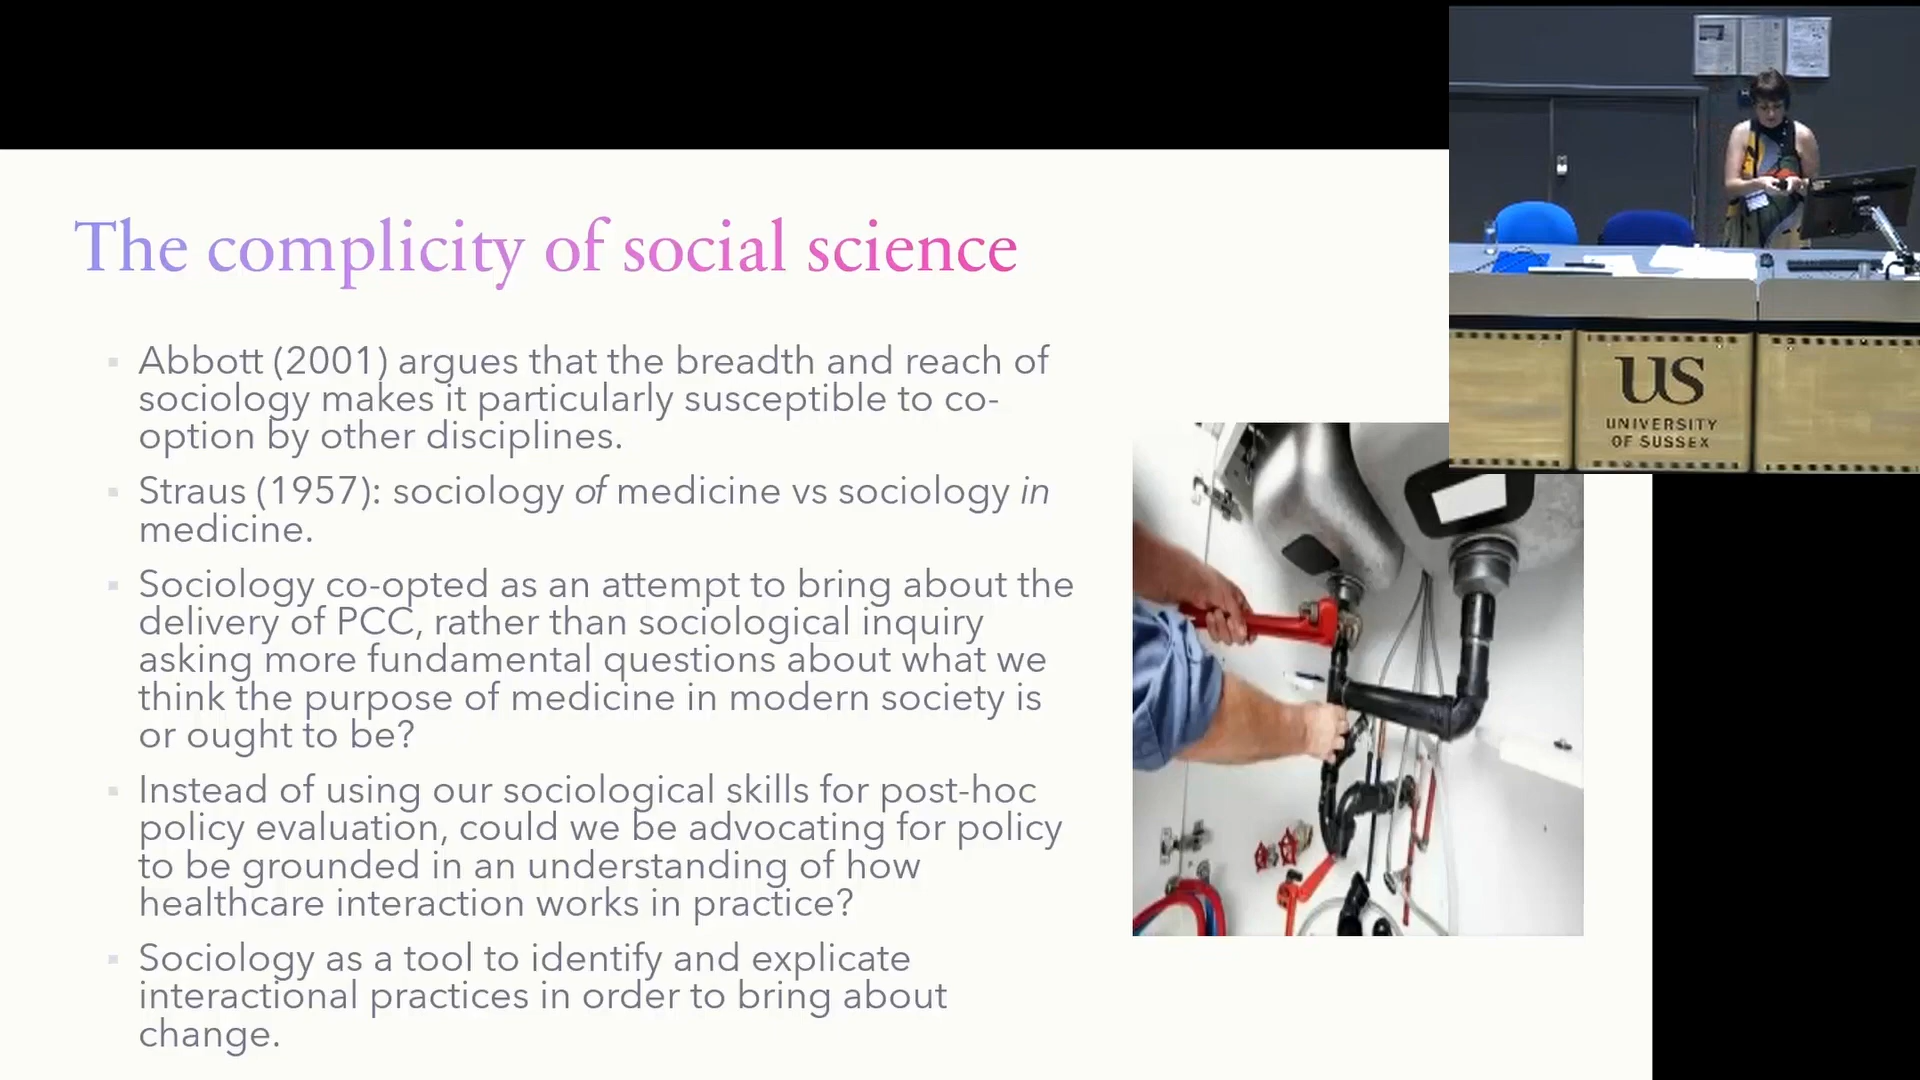 The complicity of social science
Abbott (2001) argues that the breadth and reach of
sociology makes it particularly susceptible to co-
option by other disciplines.
Straus (1957): sociology of medicine vs sociology in
medicine.
Sociology co-opted as an attempt to bring about the
delivery of PCC, rather than sociological inquiry
asking more fundamental questions about what we
think the purpose of medicine in modern society is
or ought to be?
Instead of using our sociological skills for post-hoc
policy evaluation, could we be advocating for policy
to be grounded in an understanding of how
healthcare interaction works in practice?
Sociology as a tool to identify and explicate
interactional practices in order to bring about
change.
US
UNIVERSITY
OF SUSSEX